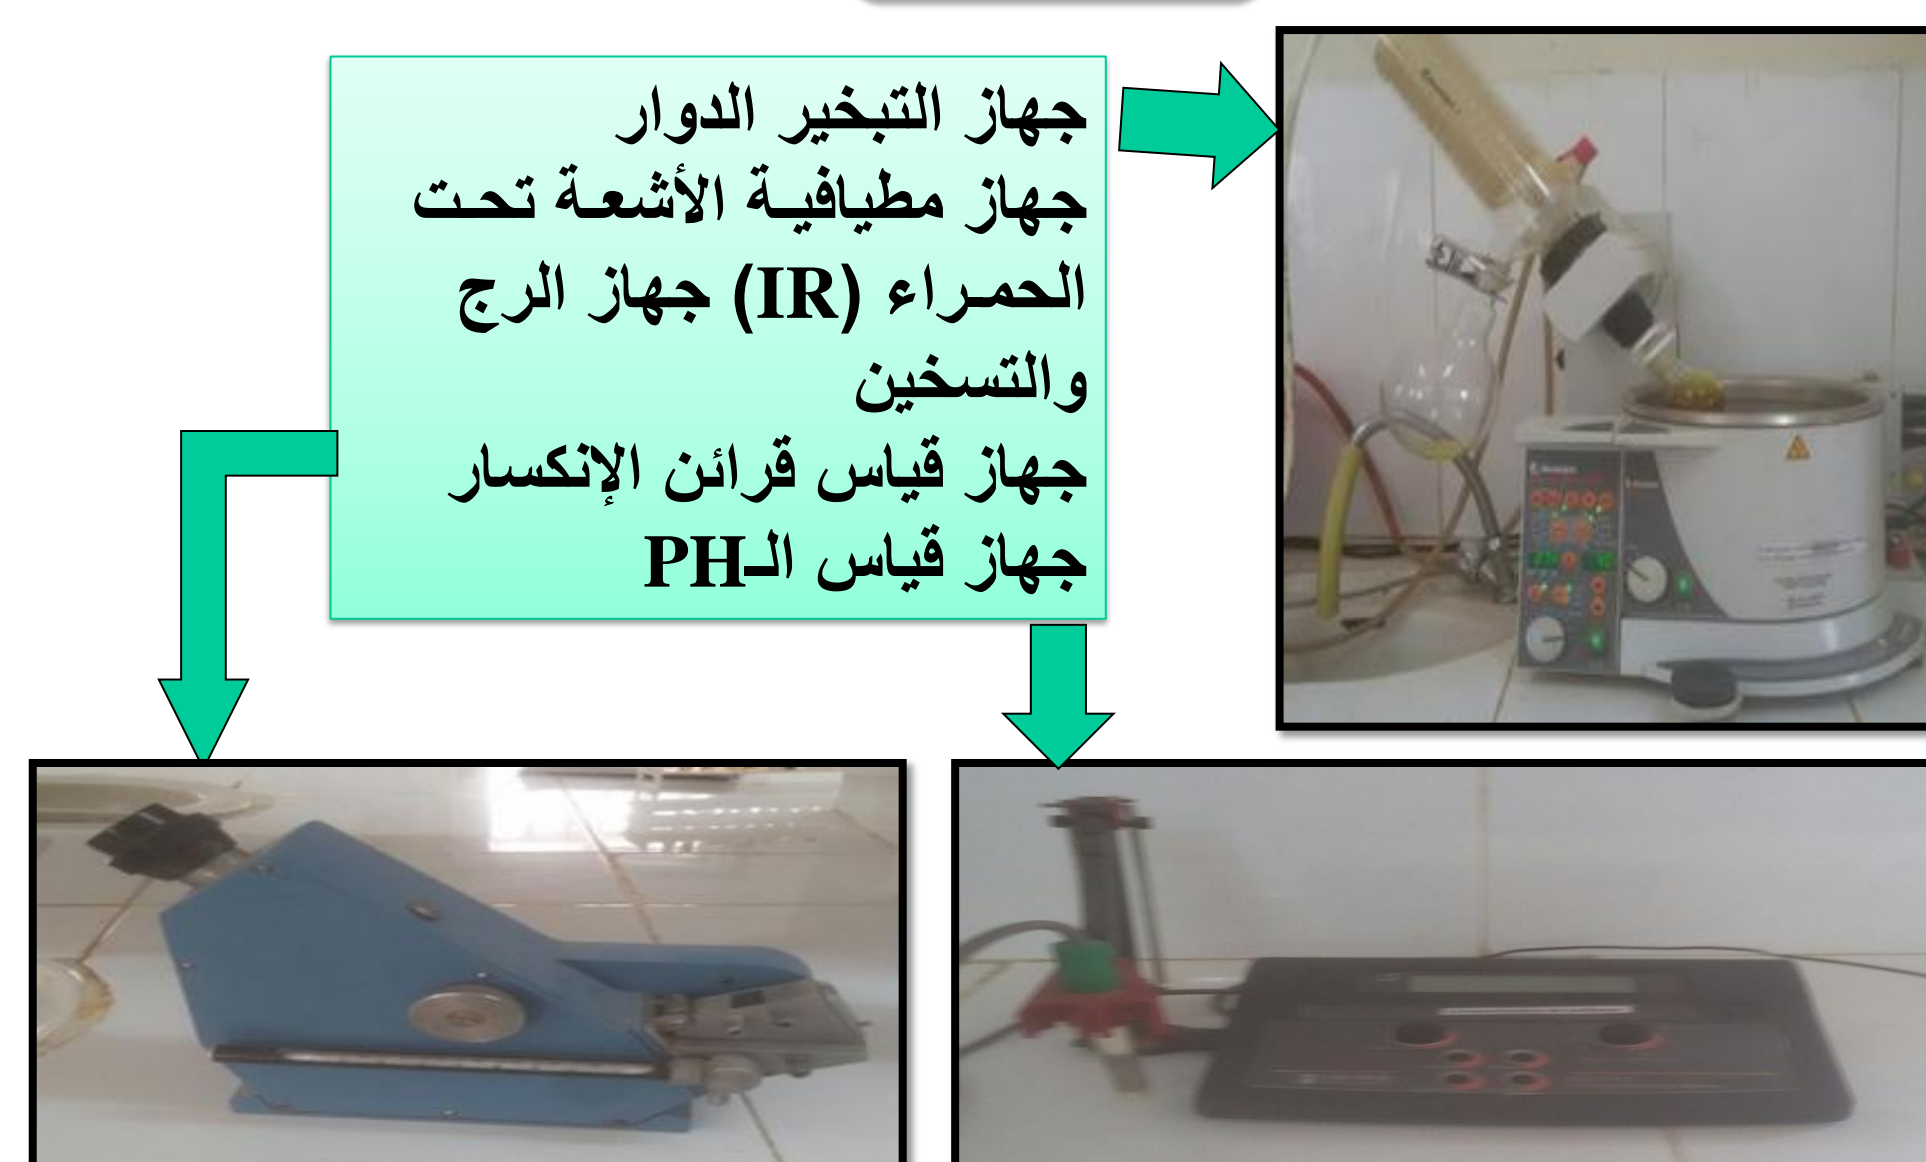 جهاز التبخير الدوار
جهاز مطيافية الأشعة تحت
الحمراء (IR) جهاز الرج
والتسخين
جهاز قياس قرائن الإنكسار
جهاز قياس الـPH